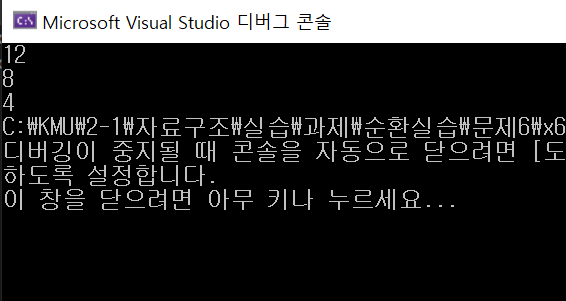 Microsoft Visual Studio 디버그 콘솔
12
8
4
C:\KMU\2-1\자료구조\실습\과제\순환실습\문제6\x6
디버깅이 중지될 때 콘솔을 자동으로 닫으려면 [도
하도록 설정합니다.
이 창을 닫으려면 아무 키나 누르세요...